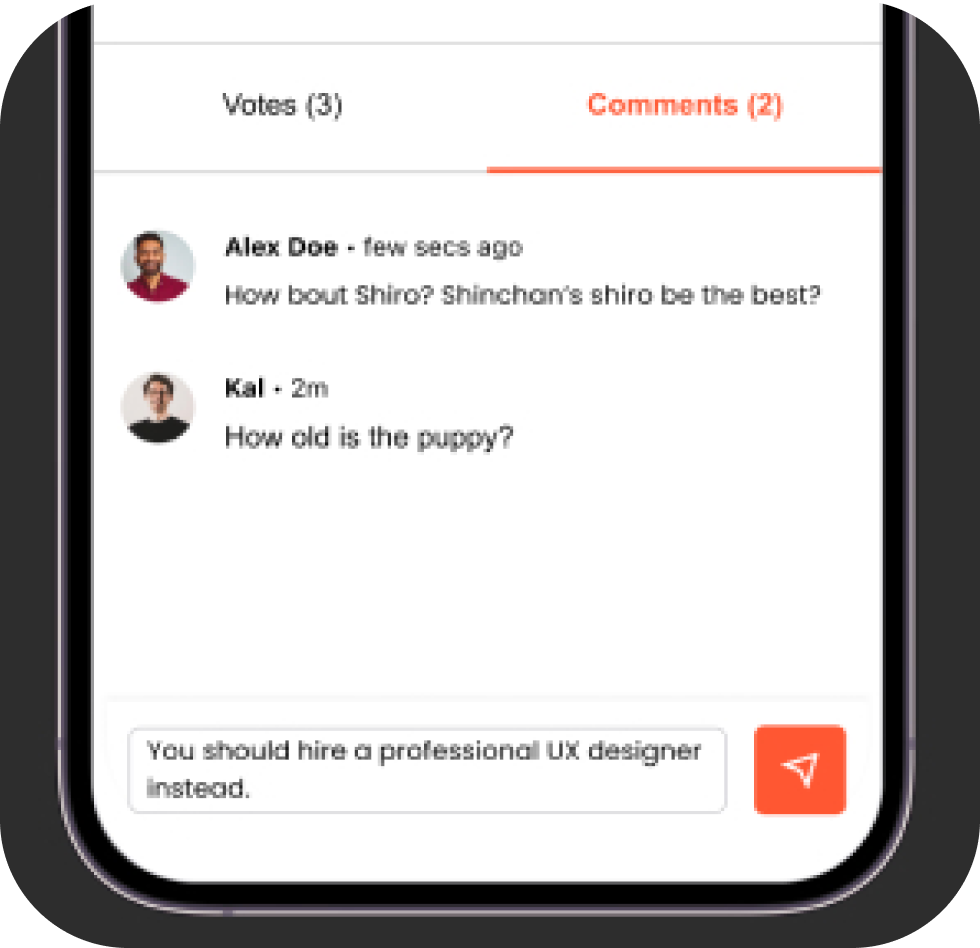 Votes (3)
Comments (2)
Alex Doe • few secs ago
How bout Shiro? Shinchan's shiro be the best?
Kal • 2m
How old is the puppy?
You should hire a professional UX designer
instead.